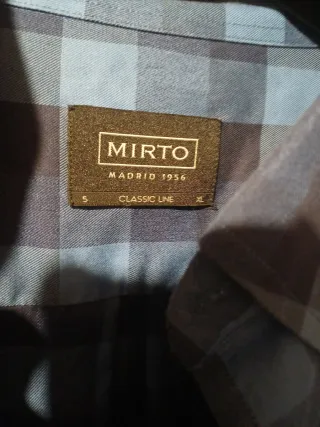 MIRTO
MADRID 1956
5 CLASSIC LINE XL